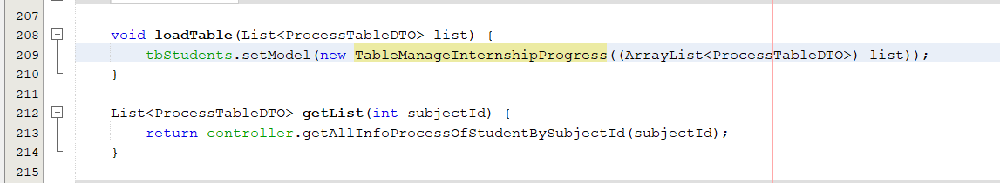 207
208 void loadTable(List<ProcessTableDTO> list) {
209 tbStudents.setModel(new TableManageInternshipProgress((ArrayList<ProcessTableDTO>) list));
210 }
211
212 List<ProcessTableDTO> getList(int subjectId) {
213 return controller.getAllInfoProcessOfStudentBySubjectId(subjectId);
214 }
215